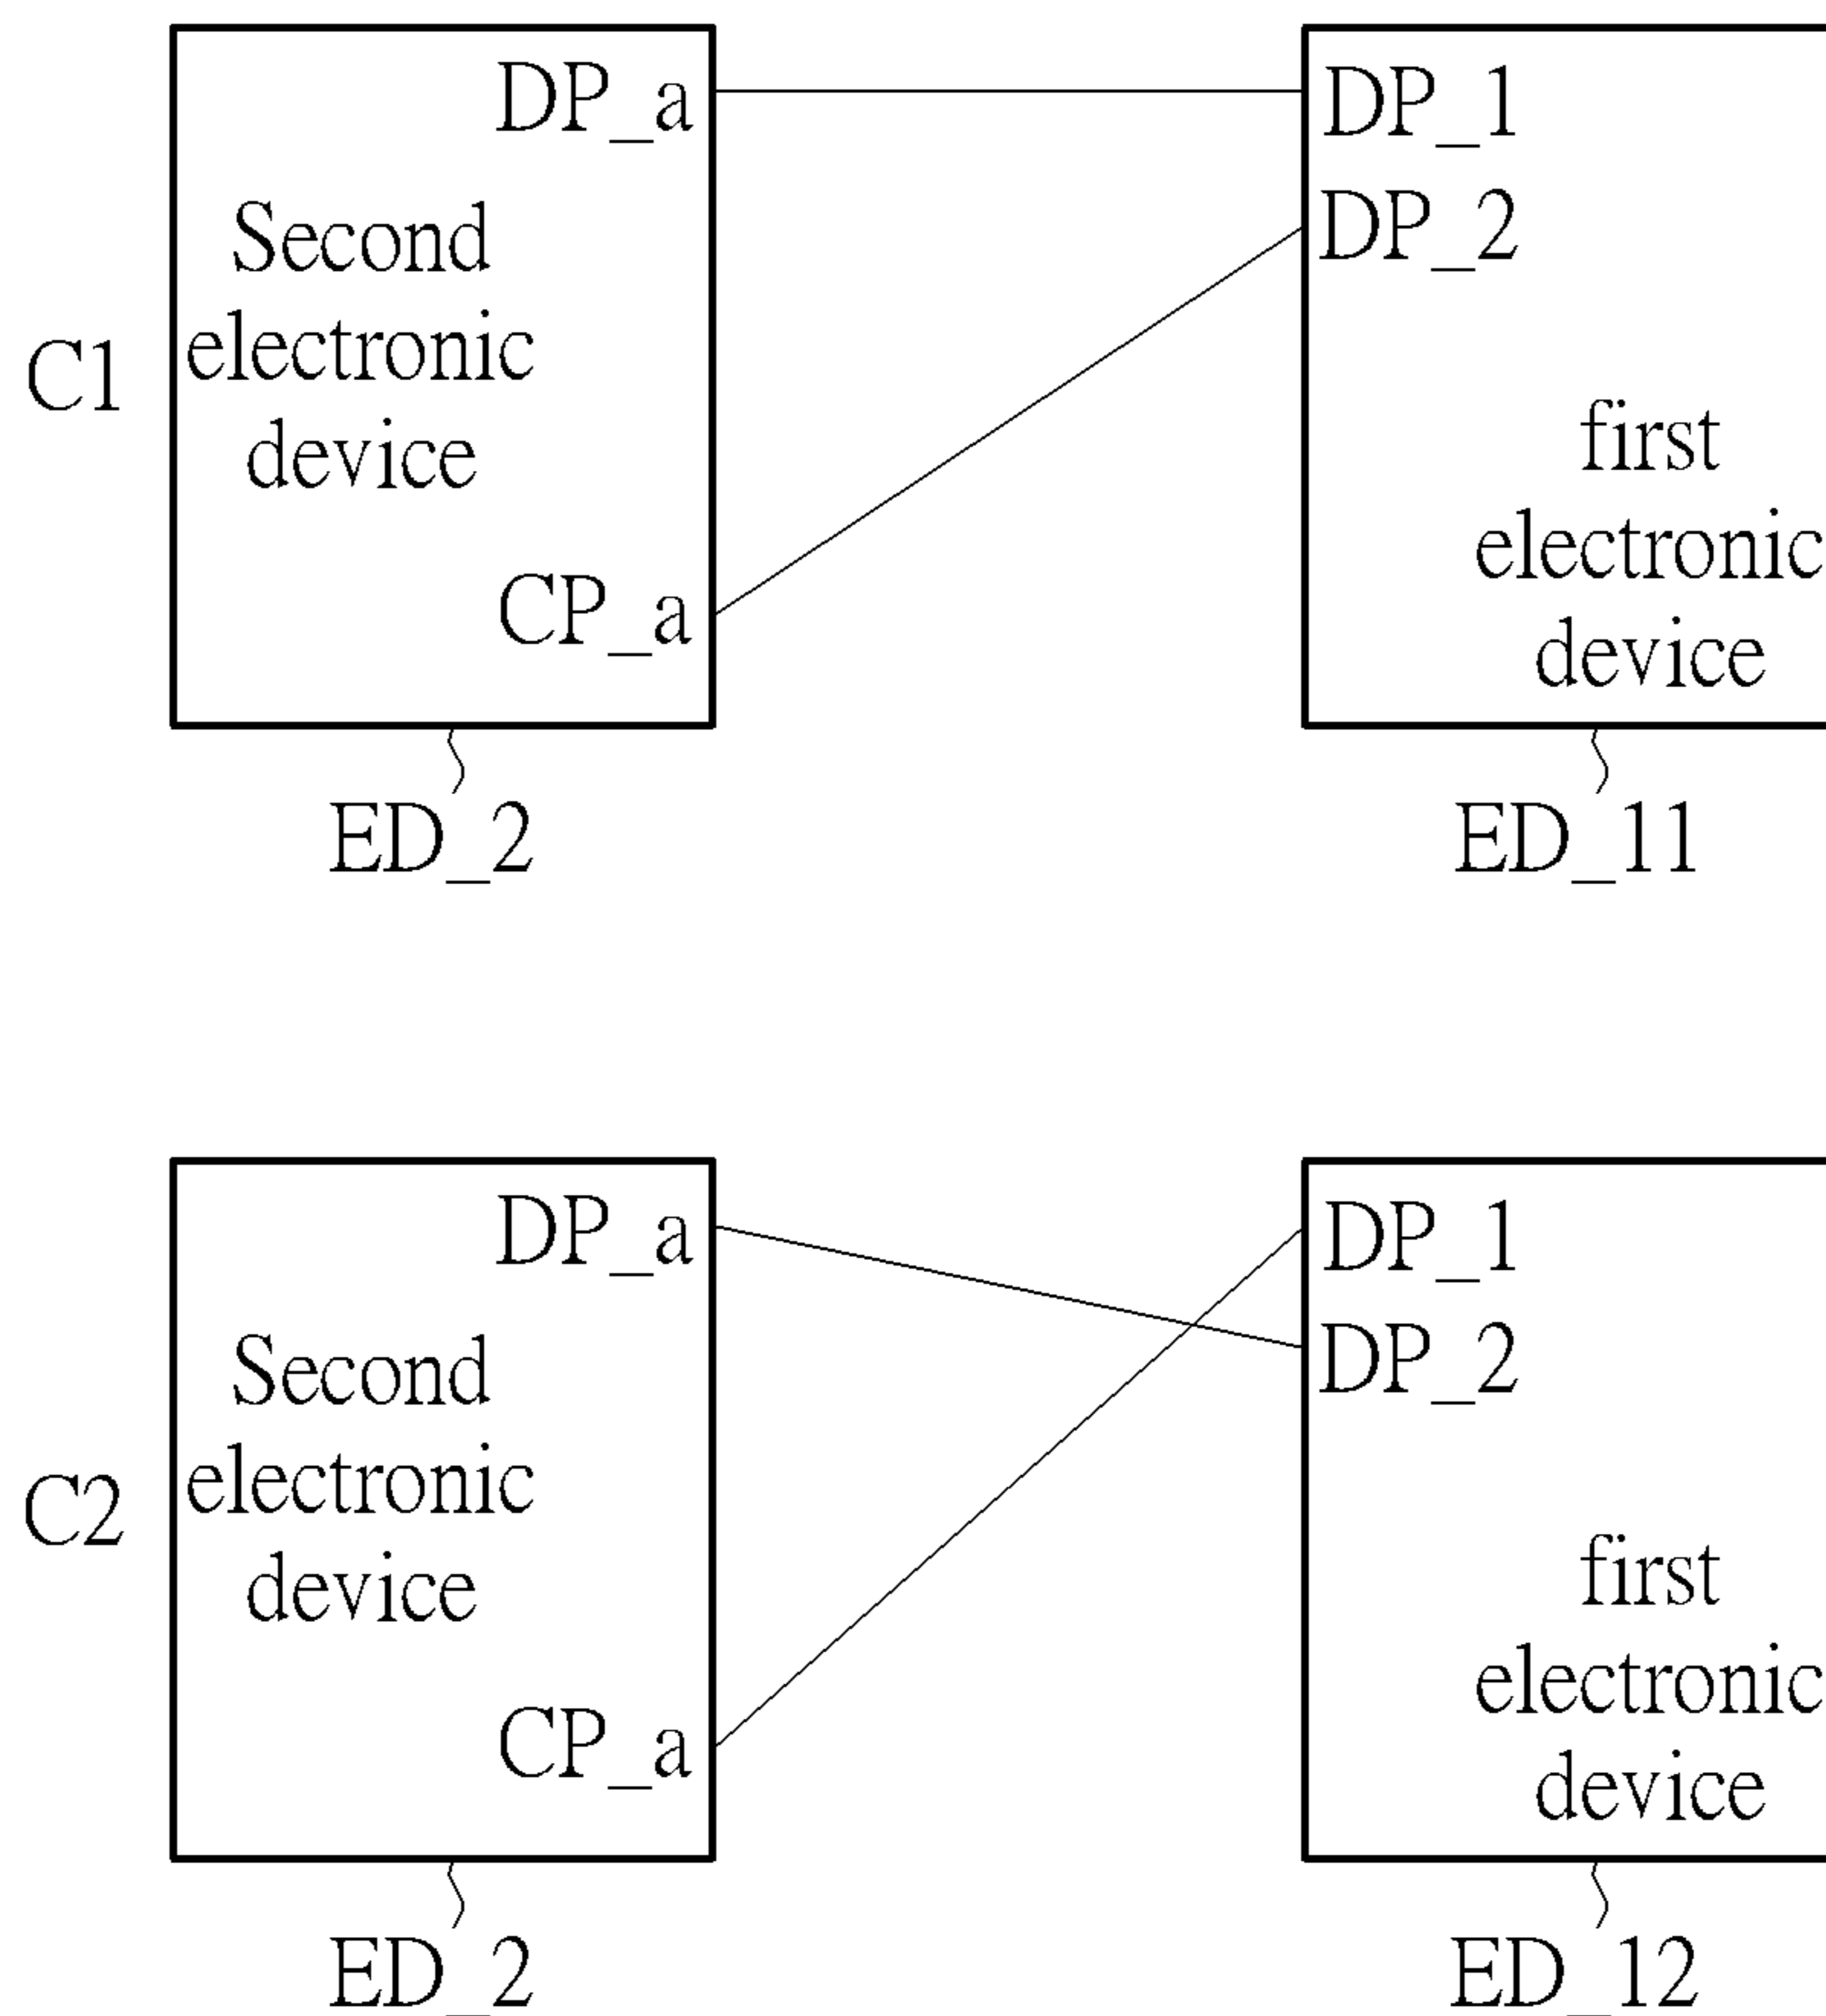 DP_a
Second
electronic
device
CP_a
C1
DP_1
DP_2
first
electronic
device
ED_2
ED_11
DP_a
Second
electronic
device
CP_a
C2
DP_1
DP_2
first
electronic
device
ED_2
ED_12